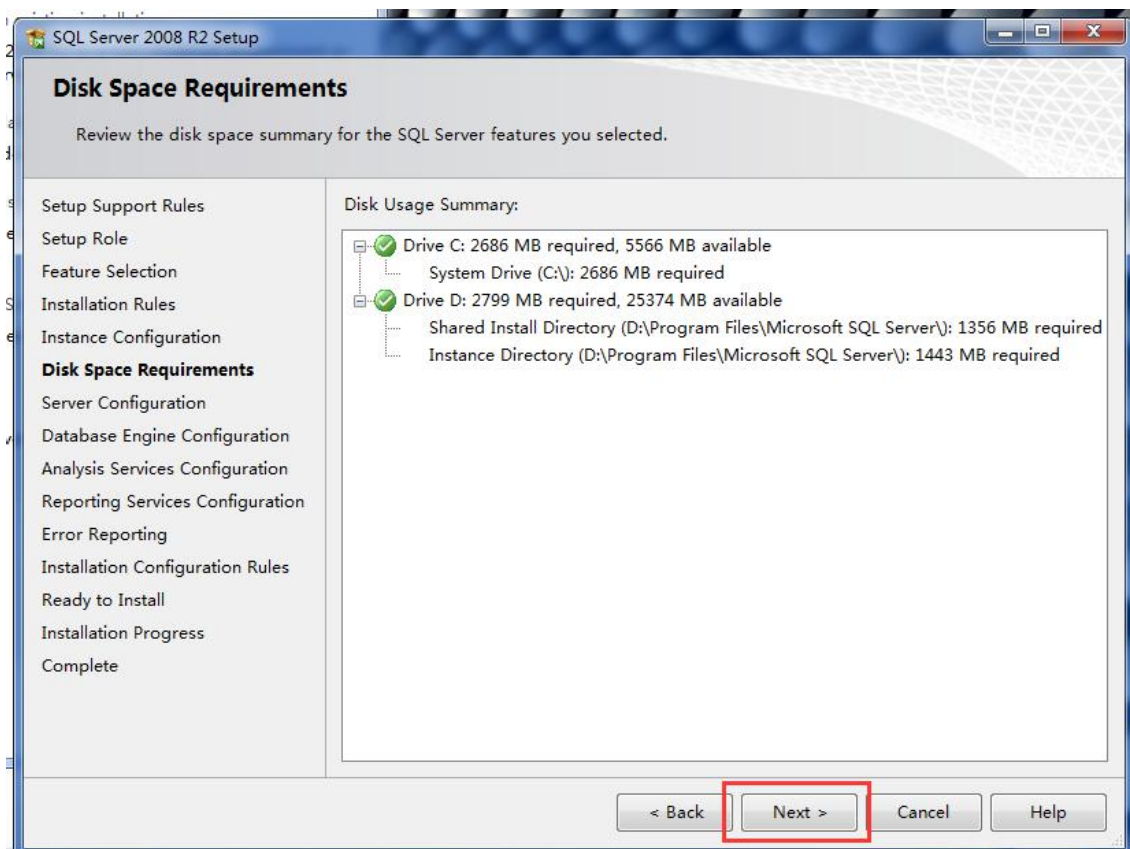 SQL Server 2008 R2 Setup
Disk Space Requirements
Review the disk space summary for the SQL Server features you selected.
Setup Support Rules
Setup Role
Feature Selection
Installation Rules
Instance Configuration
Disk Space Requirements
Server Configuration
Database Engine Configuration
Analysis Services Configuration
Reporting Services Configuration
Error Reporting
Installation Configuration Rules
Ready to Install
Installation Progress
Complete
Disk Usage Summary:
Drive C: 2686 MB required, 5566 MB available
System Drive (C:\): 2686 MB required
Drive D: 2799 MB required, 25374 MB available
Shared Install Directory (D:\Program Files\Microsoft SQL Server\): 1356 MB required
Instance Directory (D:\Program Files\Microsoft SQL Server\): 1443 MB required
< Back Next > Cancel Help